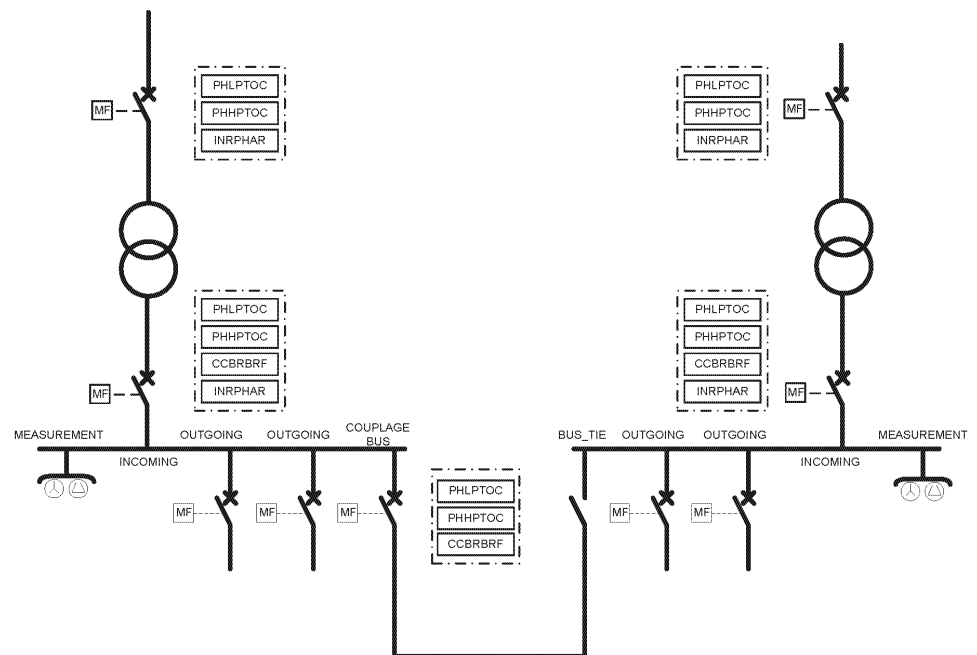 PHLPTOC
PHHPTOC
INRPHAR
MF
PHLPTOC
PHHPTOC
INRPHAR
MF
PHLPTOC
PHHPTOC
CCBRBRF
INRPHAR
MF
PHLPTOC
PHHPTOC
CCBRBRF
INRPHAR
MF
MEASUREMENT
OUTGOING
OUTGOING
COUPLAGE
BUS
BUS_TIE
OUTGOING
OUTGOING
MEASUREMENT
INCOMING
INCOMING
MF
MF
MF
PHLPTOC
PHHPTOC
CCBRBRF
MF
MF